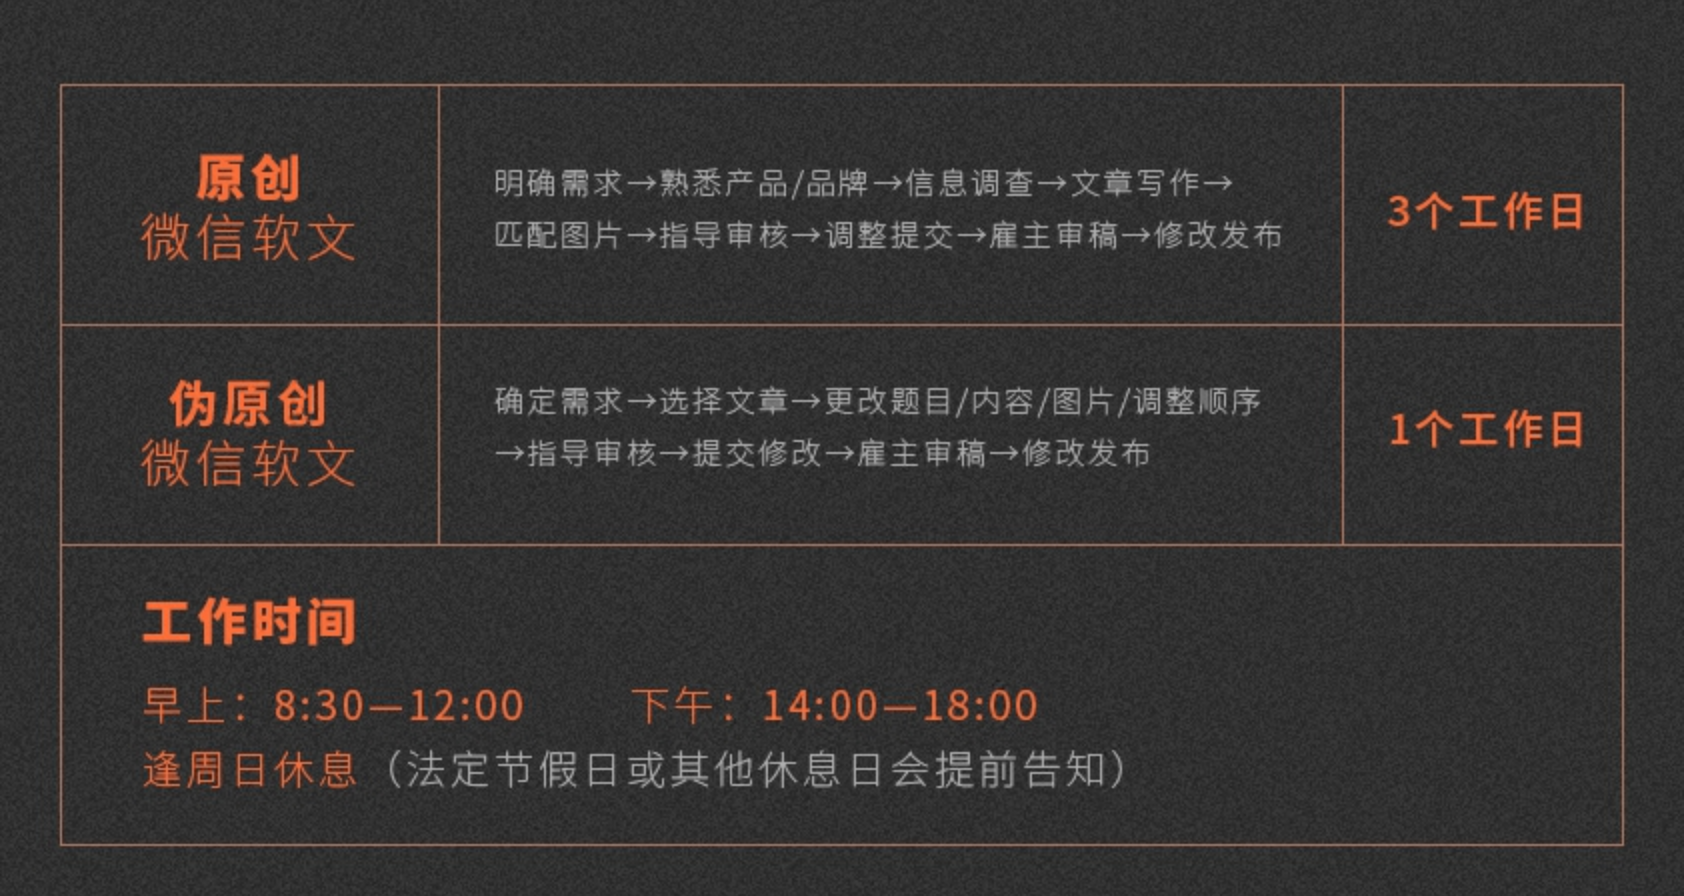 原创
微信软文
明确需求→熟悉产品/品牌→信息调查→文章写作→
匹配图片→指导审核→调整提交→雇主审稿→修改发布
3个工作日
伪原创
微信软文
确定需求→选择文章→更改题目/内容/图片/调整顺序
→指导审核→提交修改→雇主审稿→修改发布
1个工作日
工作时间
早上：8:30—12:00 下午：14:00—18:00
逢周日休息（法定节假日或其他休息日会提前告知）